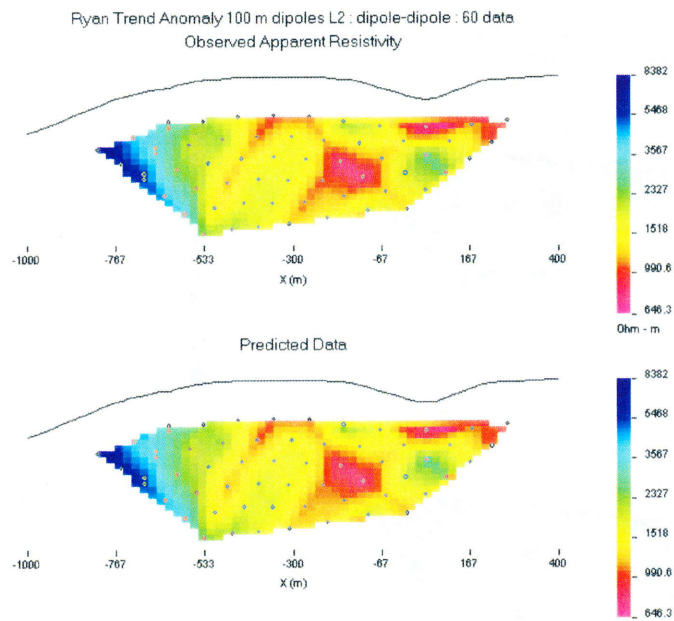 Ryan Trend Anomaly 100 m dipoles L2 : dipole-dipole : 60 data
Observed Apparent Resistivity
8382
5468
3567
2327
1518
990.6
646.3
Ohm - m
-1000 -767 -533 -300 -67 167 400
X (m)
Predicted Data
8382
5468
3567
2327
1518
990.6
646.3
-1000 -767 -533 -300 -67 167 400
X (m)